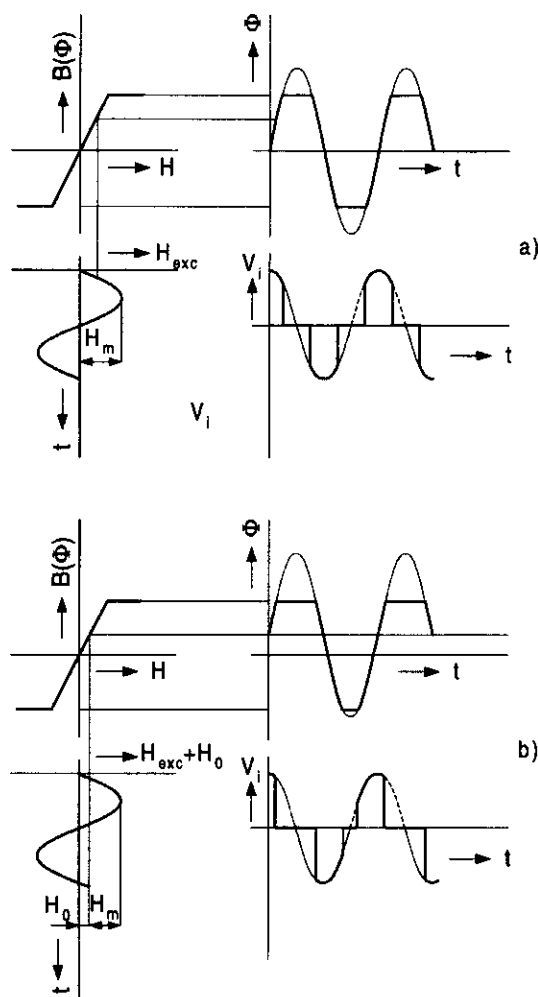 B(Φ)
Φ
H
t
a)
H_exc
V_i
H_m
t
t
V_i
B(Φ)
Φ
H
t
b)
H_exc+H_0
V_i
t
H_0 H_m
t